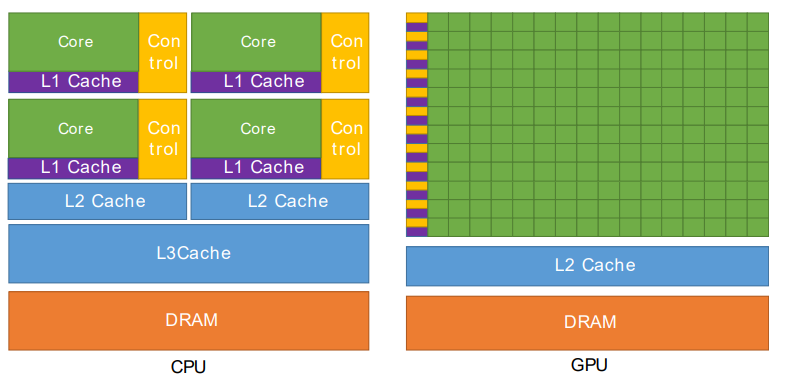 Core
Con
trol
L1 Cache
Core
Con
trol
L1 Cache
Core
Con
trol
L1 Cache
Core
Con
trol
L1 Cache
L2 Cache
L2 Cache
L3Cache
DRAM
CPU
L2 Cache
DRAM
GPU